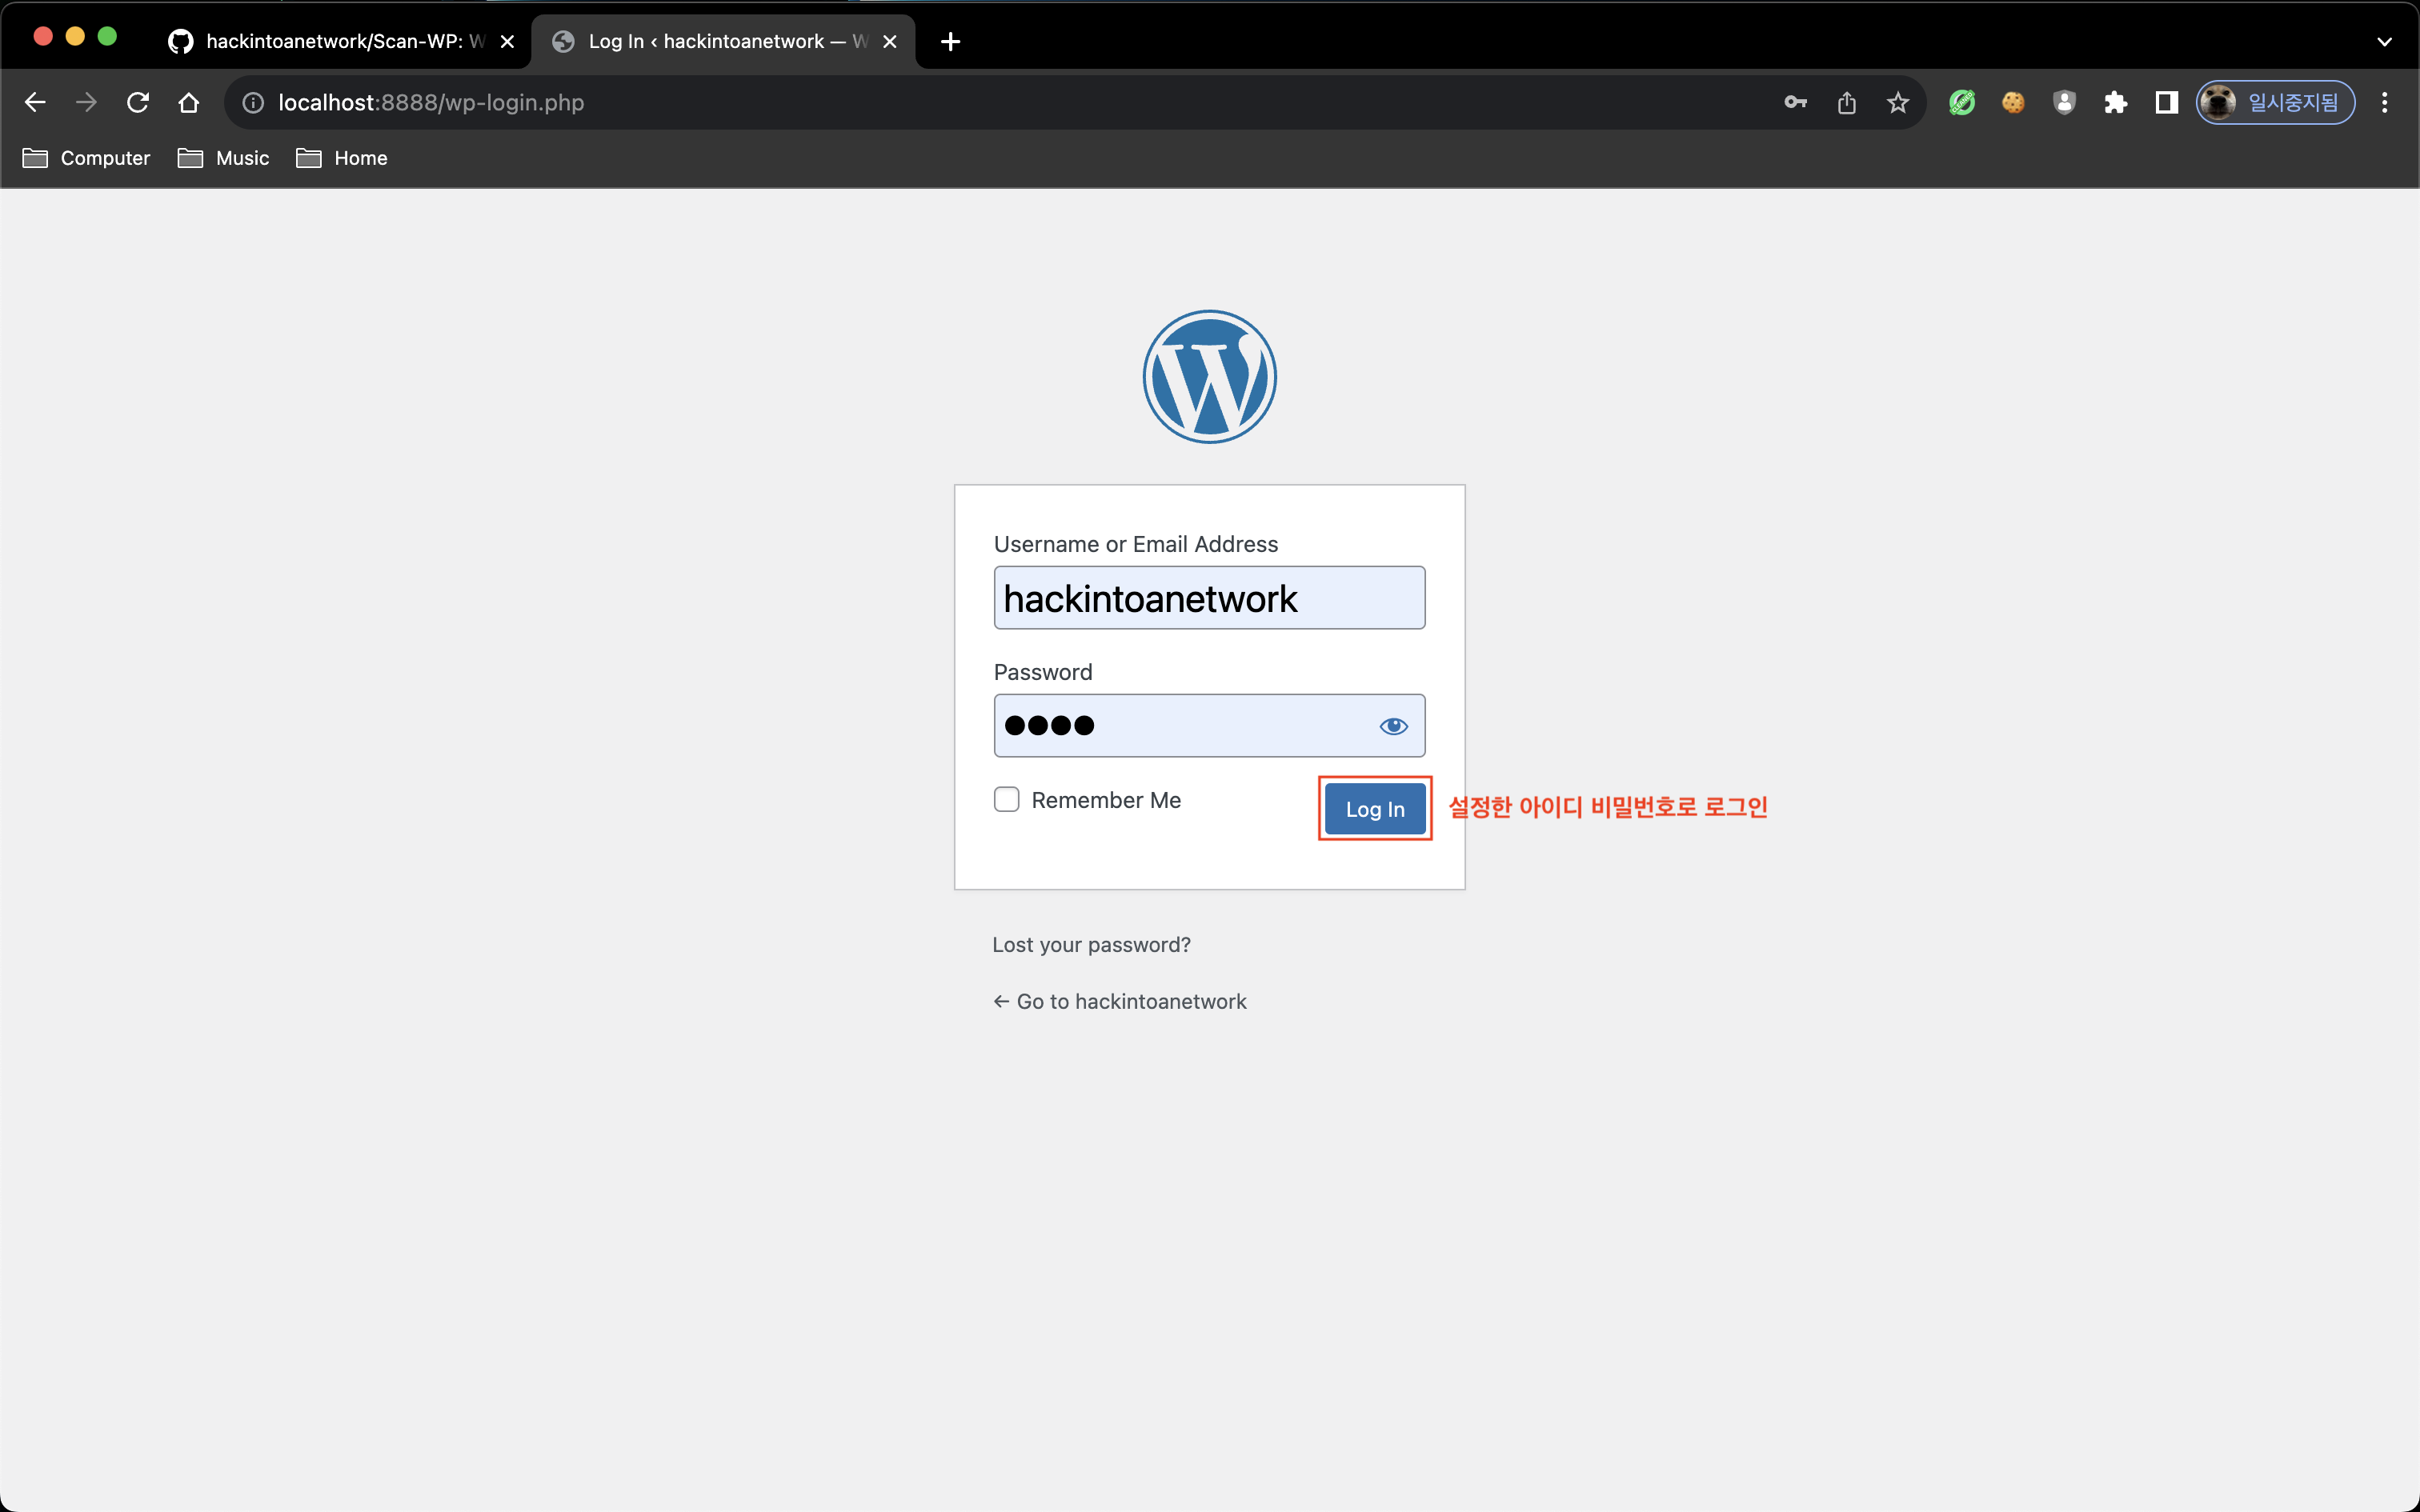 hackintoanetwork/Scan-WP: W
Log In ‹ hackintoanetwork — W
localhost:8888/wp-login.php
일시중지됨
Computer
Music
Home
Username or Email Address
hackintoanetwork
Password
Remember Me
Log In
설정한 아이디 비밀번호로 로그인
Lost your password?
← Go to hackintoanetwork